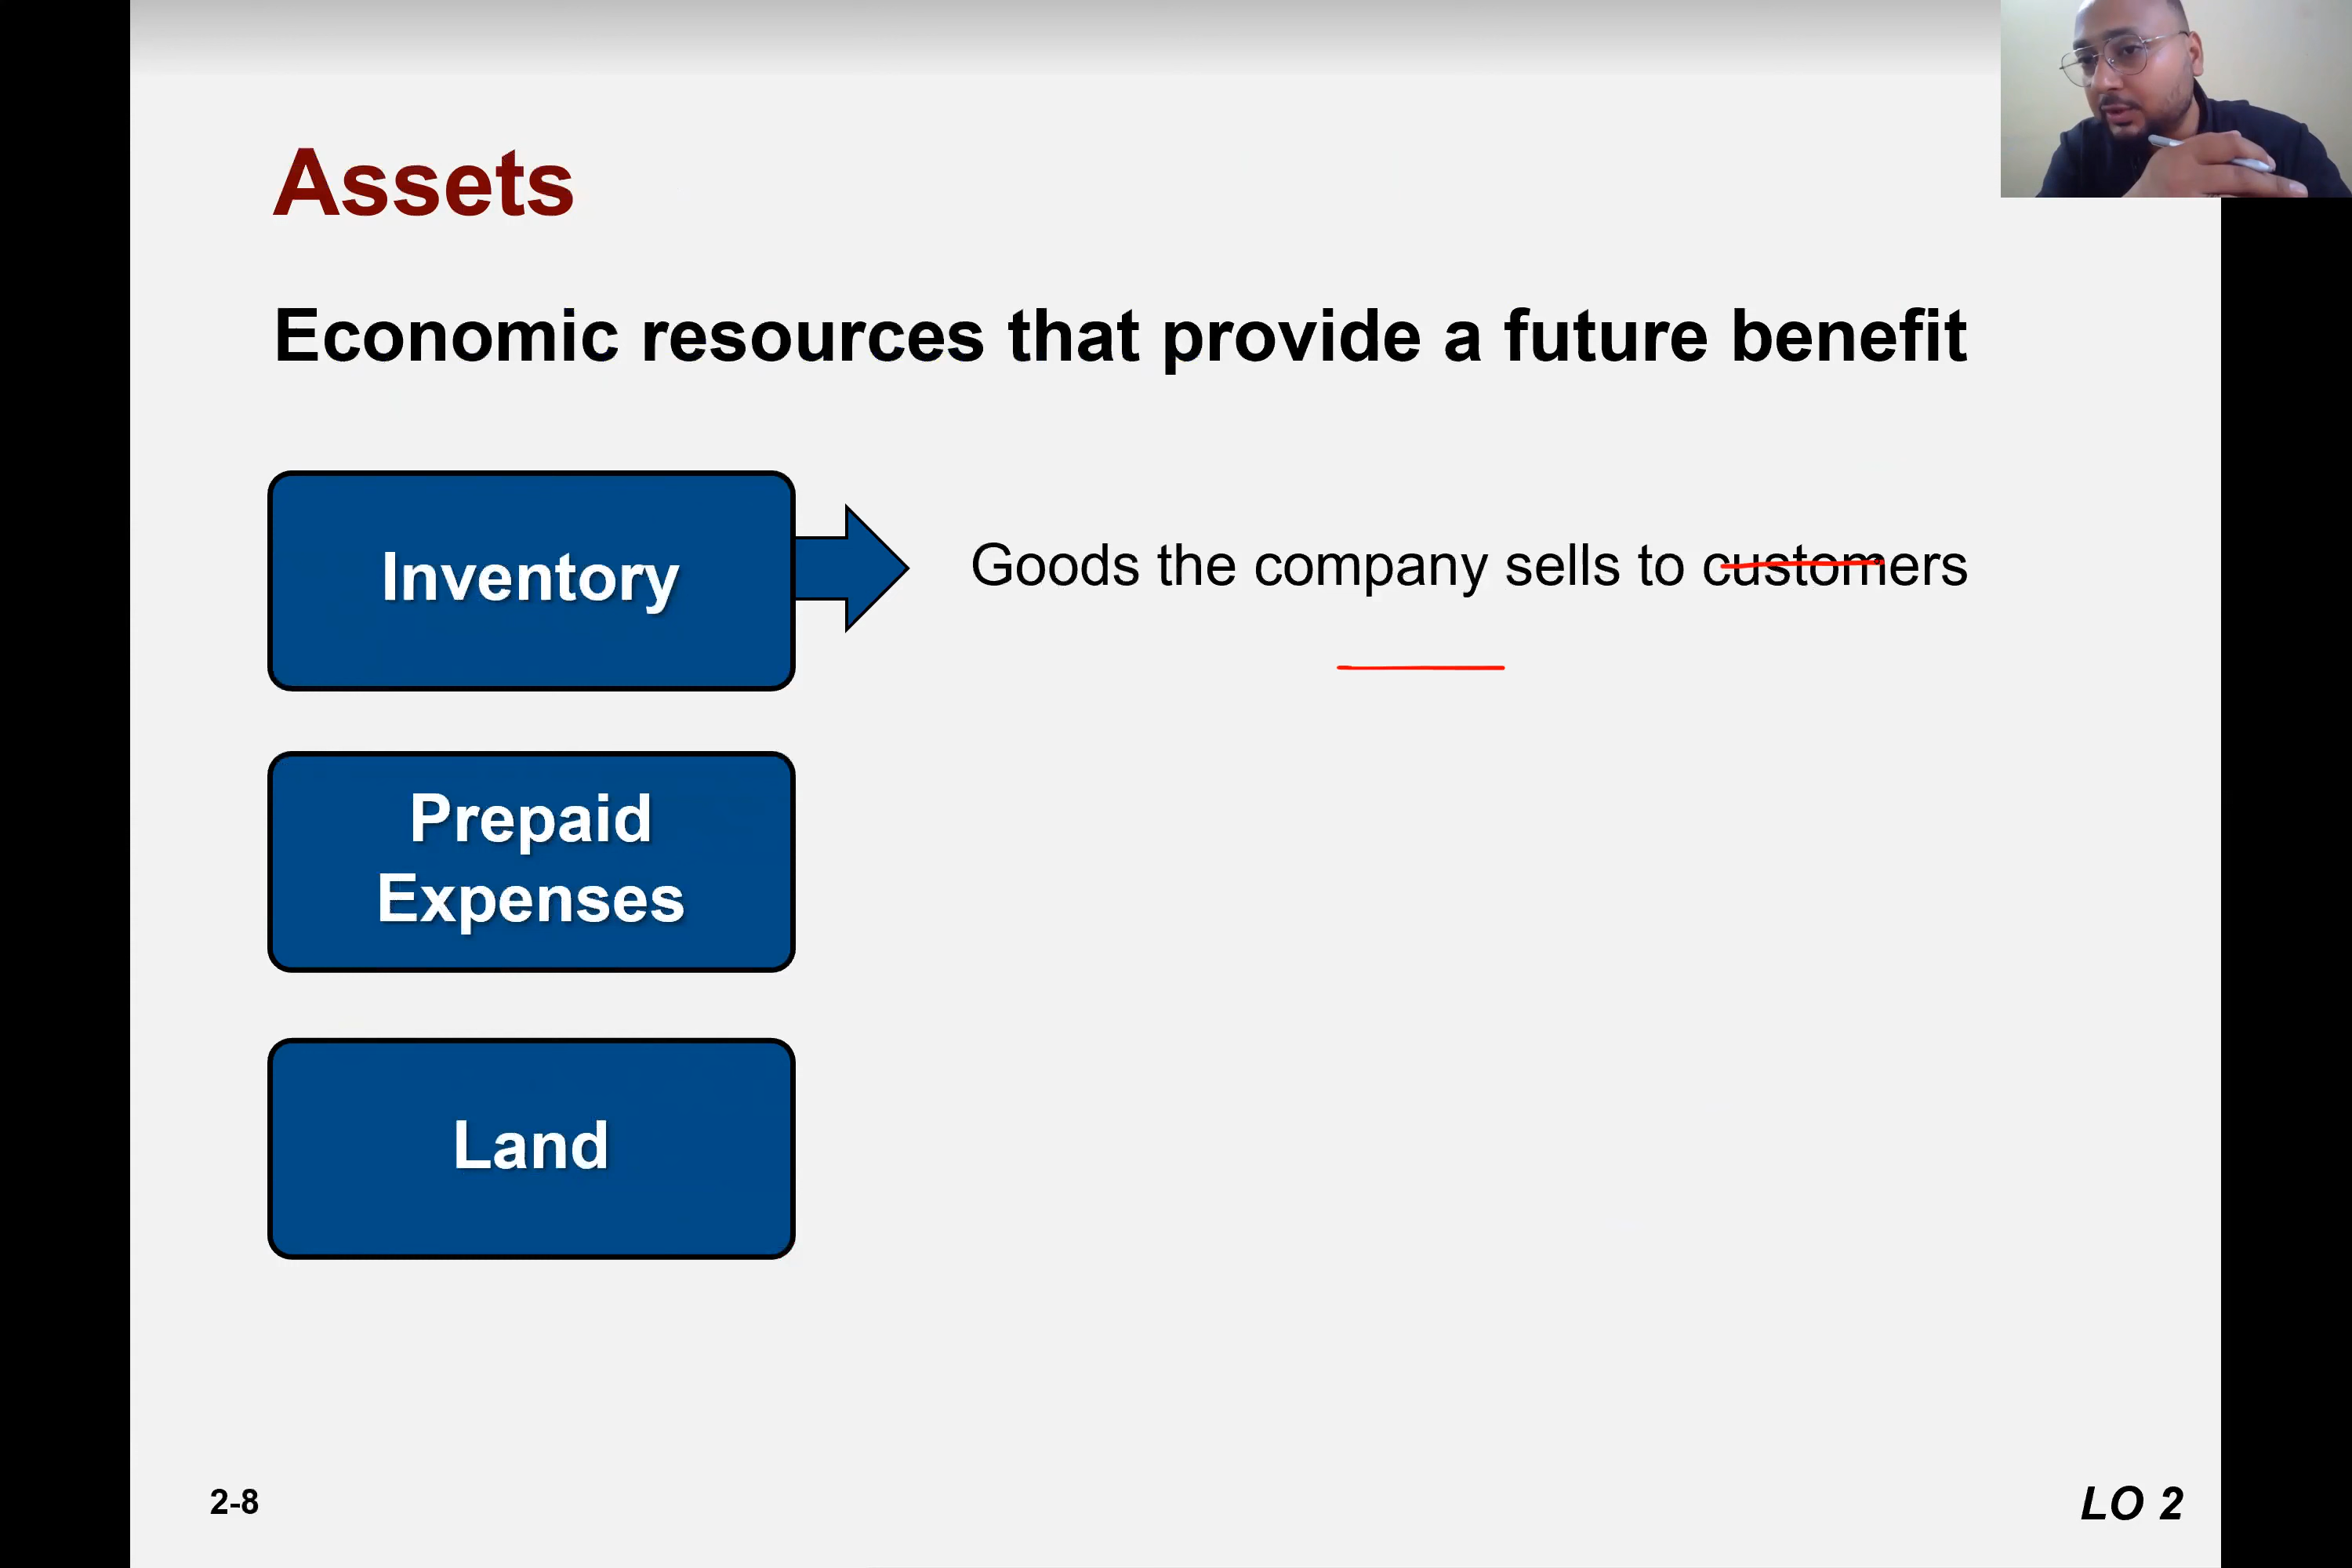 Assets
Economic resources that provide a future benefit
Inventory
Goods the company sells to customers
Prepaid
Expenses
Land
2-8
LO 2